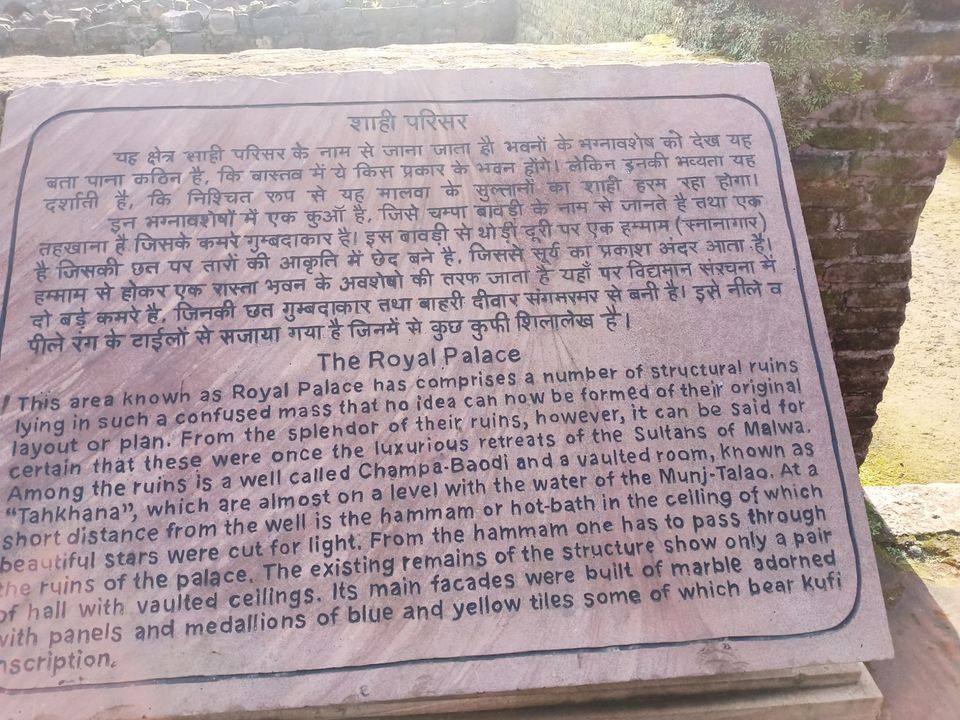 शाही परिसर
यह क्षेत्र शाही परिसर के नाम से जाना जाता है। भवनों के भग्नावशेष को देख यह
बता पाना कठिन है, कि वास्तव में ये किस प्रकार के भवन होंगे। लेकिन इनकी भव्यता यह
दर्शाती है, कि निश्चित रूप से यह मालवा के सुल्तानों का शाही हरम रहा होगा।
इन भग्नावशेषों में एक कुऑं है, जिसे चम्पा बावड़ी के नाम से जानते है तथा एक
तहखाना है जिसके कमरे गुम्बदाकार है। इस बावड़ी से थोड़ी दूरी पर एक हम्माम (स्नानागार)
है जिसकी छत पर तारों की आकृति में छेद बने है, जिससे सूर्य का प्रकाश अंदर आता है।
हम्माम से होकर एक रास्ता भवन के अवशेषो की तरफ जाता है यहाँ पर विद्यमान संरचना में
दो बड़े कमरे है, जिनकी छत गुम्बदाकार तथा बाहरी दीवार संगमरमर से बनी है। इसे नीले व
पीले रंग के टाईलों से सजाया गया है जिनमें से कुछ कुफी शिलालेख है।
The Royal Palace
This area known as Royal Palace has comprises a number of structural ruins
lying in such a confused mass that no idea can now be formed of their original
layout or plan. From the splendor of their ruins, however, it can be said for
certain that these were once the luxurious retreats of the Sultans of Malwa.
Among the ruins is a well called Champa-Baodi and a vaulted room, known as
"Tahkhana", which are almost on a level with the water of the Munj-Talao. At a
short distance from the well is the hammam or hot-bath in the ceiling of which
beautiful stars were cut for light. From the hammam one has to pass through
the ruins of the palace. The existing remains of the structure show only a pair
of hall with vaulted ceilings. Its main facades were built of marble adorned
with panels and medallions of blue and yellow tiles some of which bear Kufi
nscription.